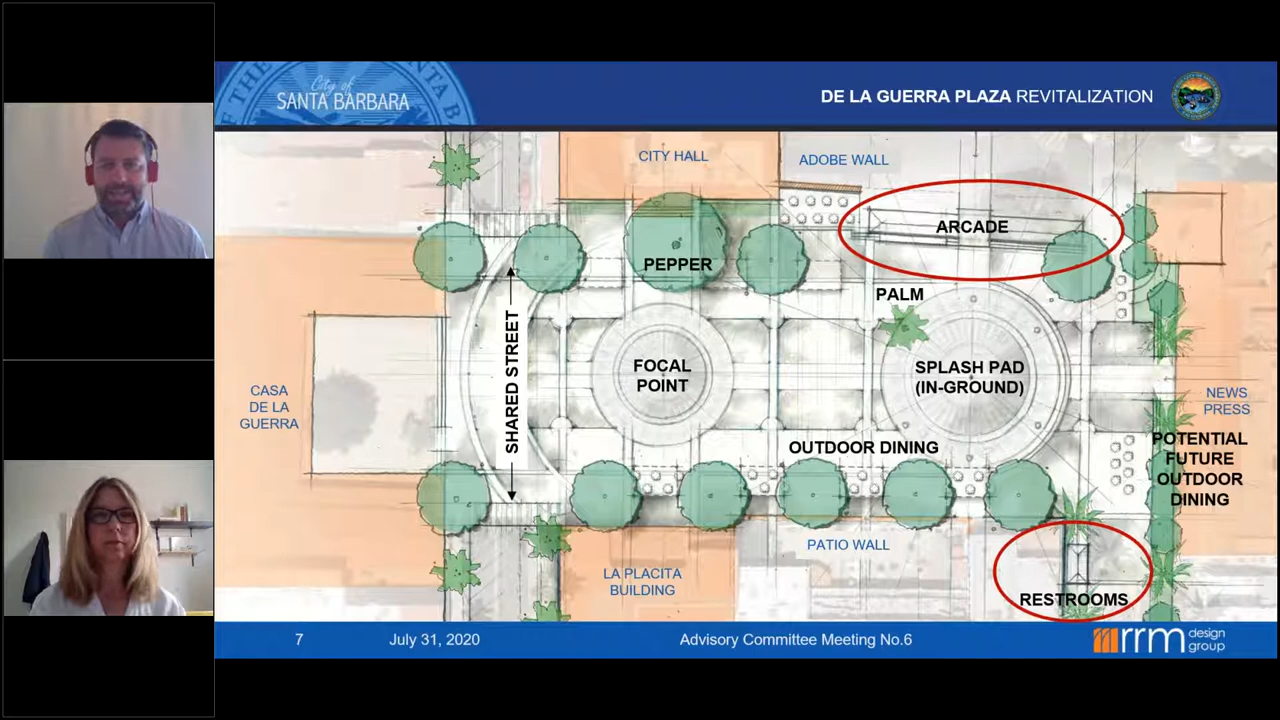 City of
SANTA BARBARA
DE LA GUERRA PLAZA REVITALIZATION
CITY HALL
ADOBE WALL
ARCADE
PEPPER
PALM
SHARED STREET
FOCAL
POINT
SPLASH PAD
(IN-GROUND)
CASA
DE LA
GUERRA
NEWS
PRESS
OUTDOOR DINING
POTENTIAL
FUTURE
OUTDOOR
DINING
PATIO WALL
LA PLACITA
BUILDING
RESTROOMS
7
July 31, 2020
Advisory Committee Meeting No.6
rrm
design
group